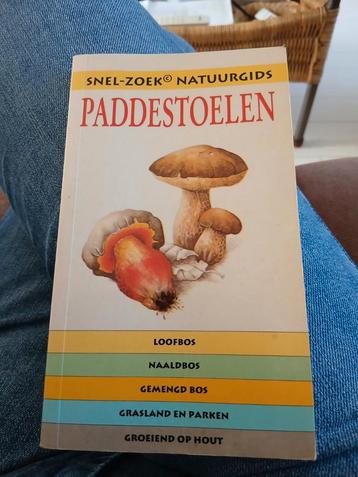 SNEL-ZOEK© NATUURGIDS
PADDESTOELEN
LOOFBOS
NAALDBOS
GEMENGD BOS
GRASLAND EN PARKEN
GROEIEND OP HOUT